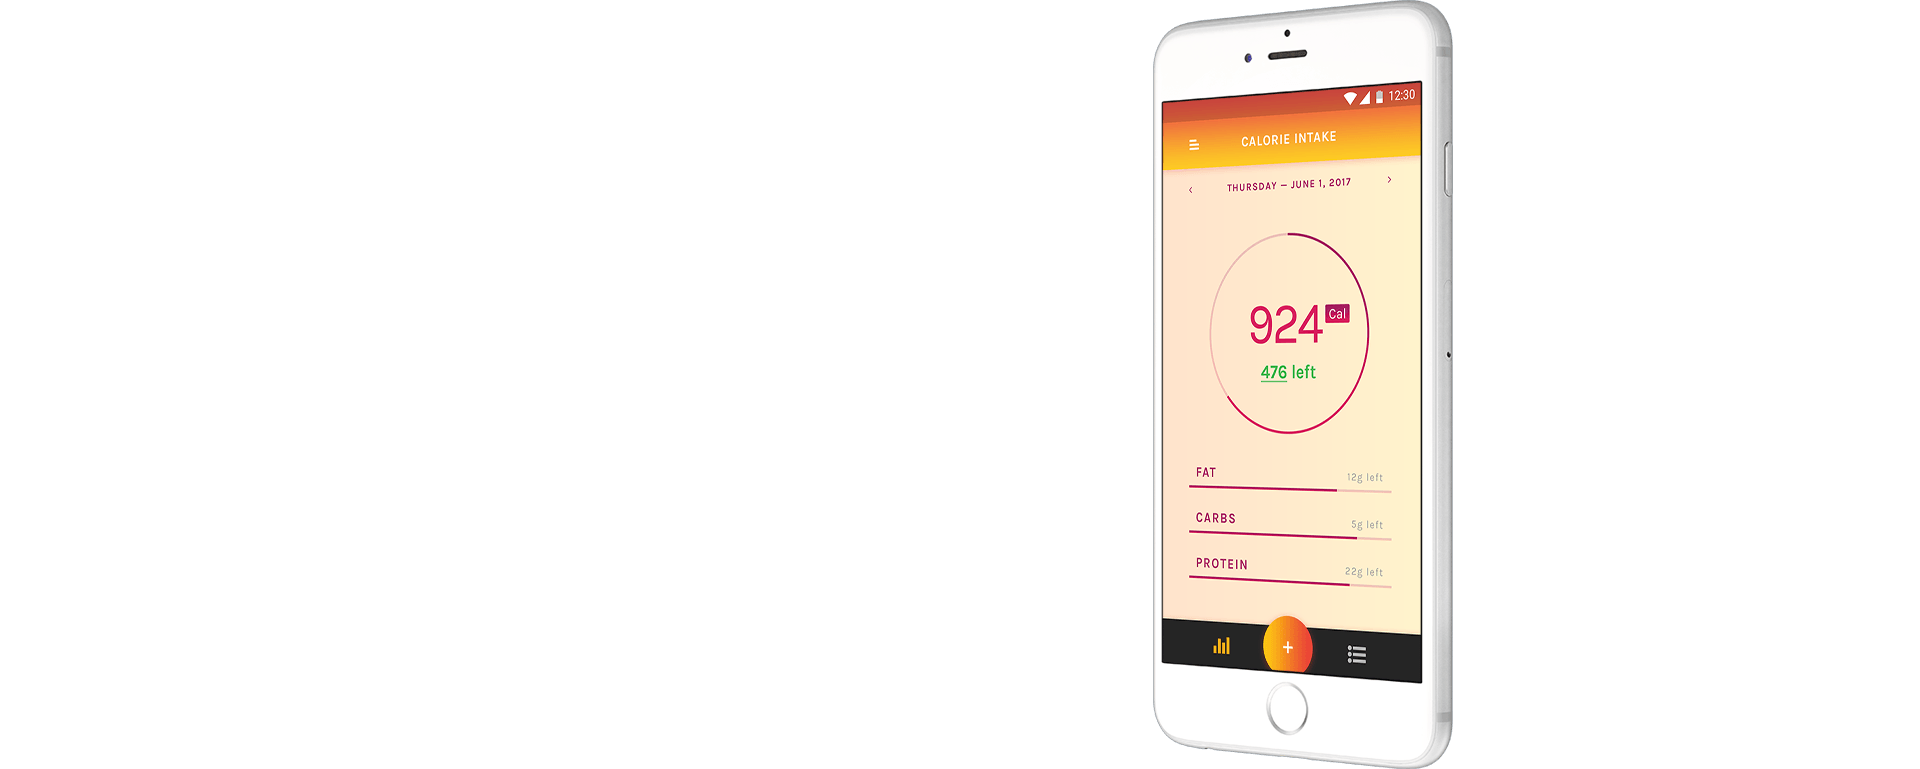 12:30
CALORIE INTAKE
THURSDAY — JUNE 1, 2017
924 Cal
476 left
FAT 12g left
CARBS 5g left
PROTEIN 22g left